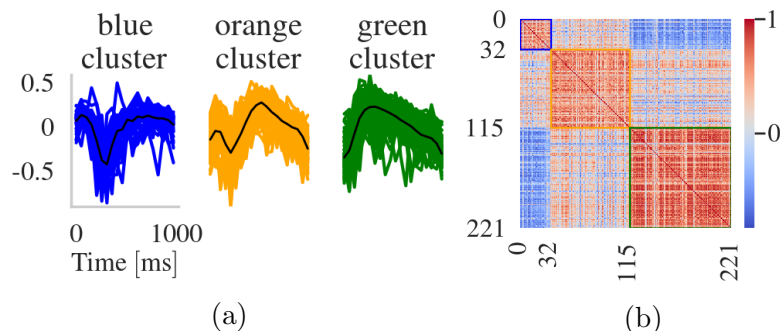 blue
cluster
orange
cluster
green
cluster
0.5
0
-0.5
0
1000
Time [ms]
(a)
0
32
115
221
0
32
115
221
1
0
(b)